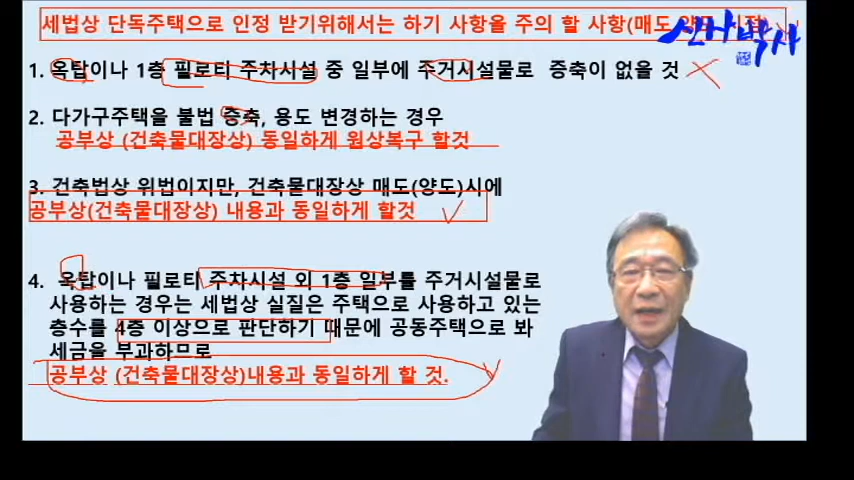 세법상 단독주택으로 인정 받기위해서는 하기 사항을 주의 할 사항(매도 양도 시점)
신사박사
1. 옥탑이나 1층 필로티 주차시설 중 일부에 주거시설물로 증축이 없을 것
2. 다가구주택을 불법 증축, 용도 변경하는 경우
공부상 (건축물대장상) 동일하게 원상복구 할것
3. 건축법상 위법이지만, 건축물대장상 매도(양도)시에
공부상(건축물대장상) 내용과 동일하게 할것
4. 옥탑이나 필로티 주차시설 외 1층 일부를 주거시설물로
사용하는 경우는 세법상 실질은 주택으로 사용하고 있는
층수를 4층 이상으로 판단하기 때문에 공동주택으로 봐
세금을 부과하므로
공부상 (건축물대장상)내용과 동일하게 할 것.